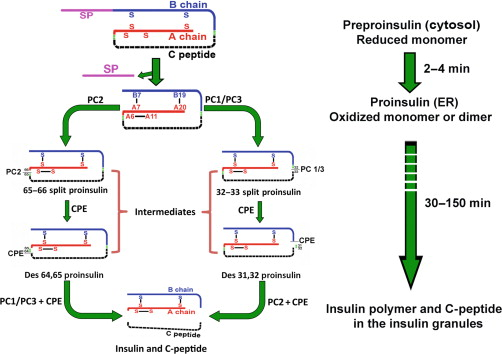 B chain
SP
S S
S S
S S
A chain
C peptide
SP
B7 B19
A7 A20
A6 A11
PC2
PC1/PC3
S S
S S
S S
PC2
65–66 split proinsulin
S S
S S
S S
PC 1/3
32–33 split proinsulin
CPE
Intermediates
CPE
S S
S S
S S
CPE
Des 64,65 proinsulin
S S
S S
S S
CPE
Des 31,32 proinsulin
PC1/PC3 + CPE
PC2 + CPE
B chain
S S
S S
S S
A chain
C peptide
Insulin and C-peptide
Preproinsulin (cytosol)
Reduced monomer
2–4 min
Proinsulin (ER)
Oxidized monomer or dimer
30–150 min
Insulin polymer and C-peptide
in the insulin granules